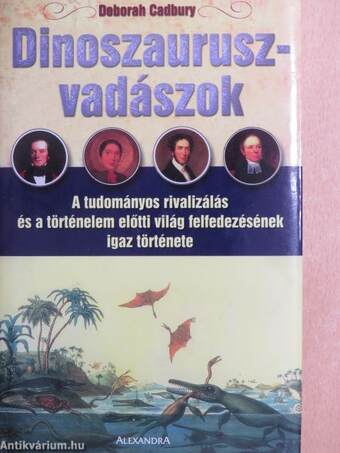 Deborah Cadbury
Dinoszaurusz-
vadászok
A tudományos rivalizálás
és a történelem előtti világ felfedezésének
igaz története
ALEXANDRA
Antikvárium.hu